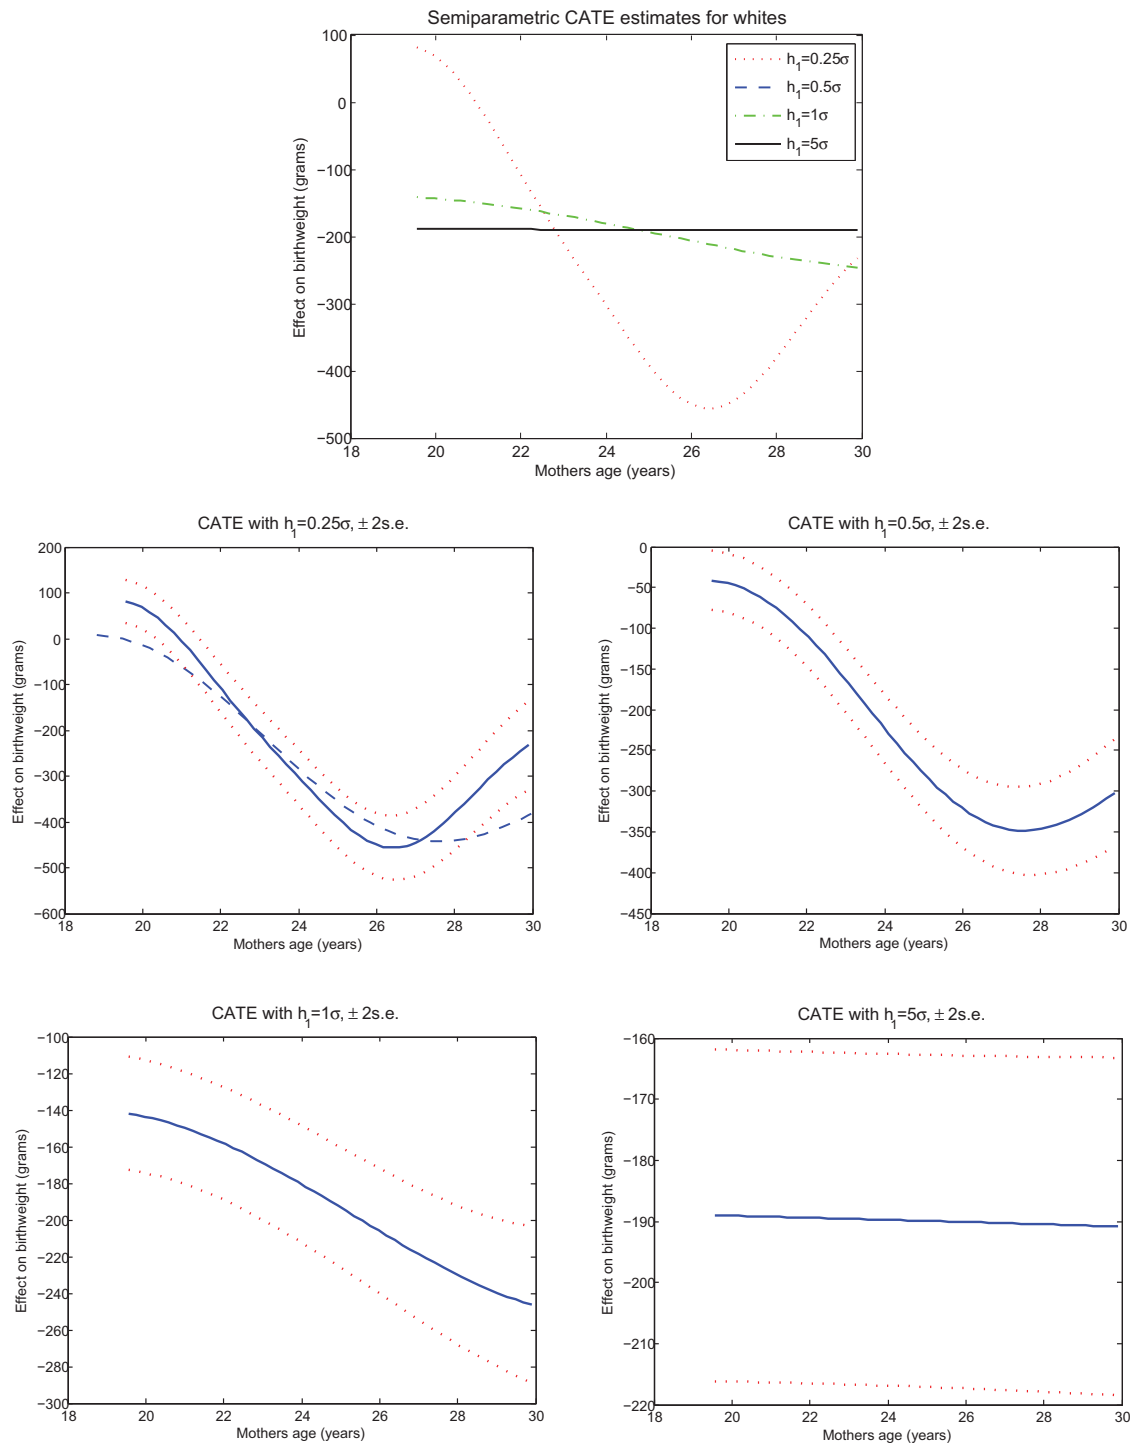 Semiparametric CATE estimates for whites
100
0
−100
−200
−300
−400
−500
18 20 22 24 26 28 30
Effect on birthweight (grams)
Mothers age (years)
h1=0.25σ
h1=0.5σ
h1=1σ
h1=5σ
CATE with h1=0.25σ, ± 2s.e.
200
100
0
−100
−200
−300
−400
−500
−600
18 20 22 24 26 28 30
Effect on birthweight (grams)
Mothers age (years)
CATE with h1=0.5σ, ± 2s.e.
0
−50
−100
−150
−200
−250
−300
−350
−400
−450
18 20 22 24 26 28 30
Effect on birthweight (grams)
Mothers age (years)
CATE with h1=1σ, ± 2s.e.
−100
−120
−140
−160
−180
−200
−220
−240
−260
−280
−300
18 20 22 24 26 28 30
Effect on birthweight (grams)
Mothers age (years)
CATE with h1=5σ, ± 2s.e.
−160
−170
−180
−190
−200
−210
−220
18 20 22 24 26 28 30
Effect on birthweight (grams)
Mothers age (years)